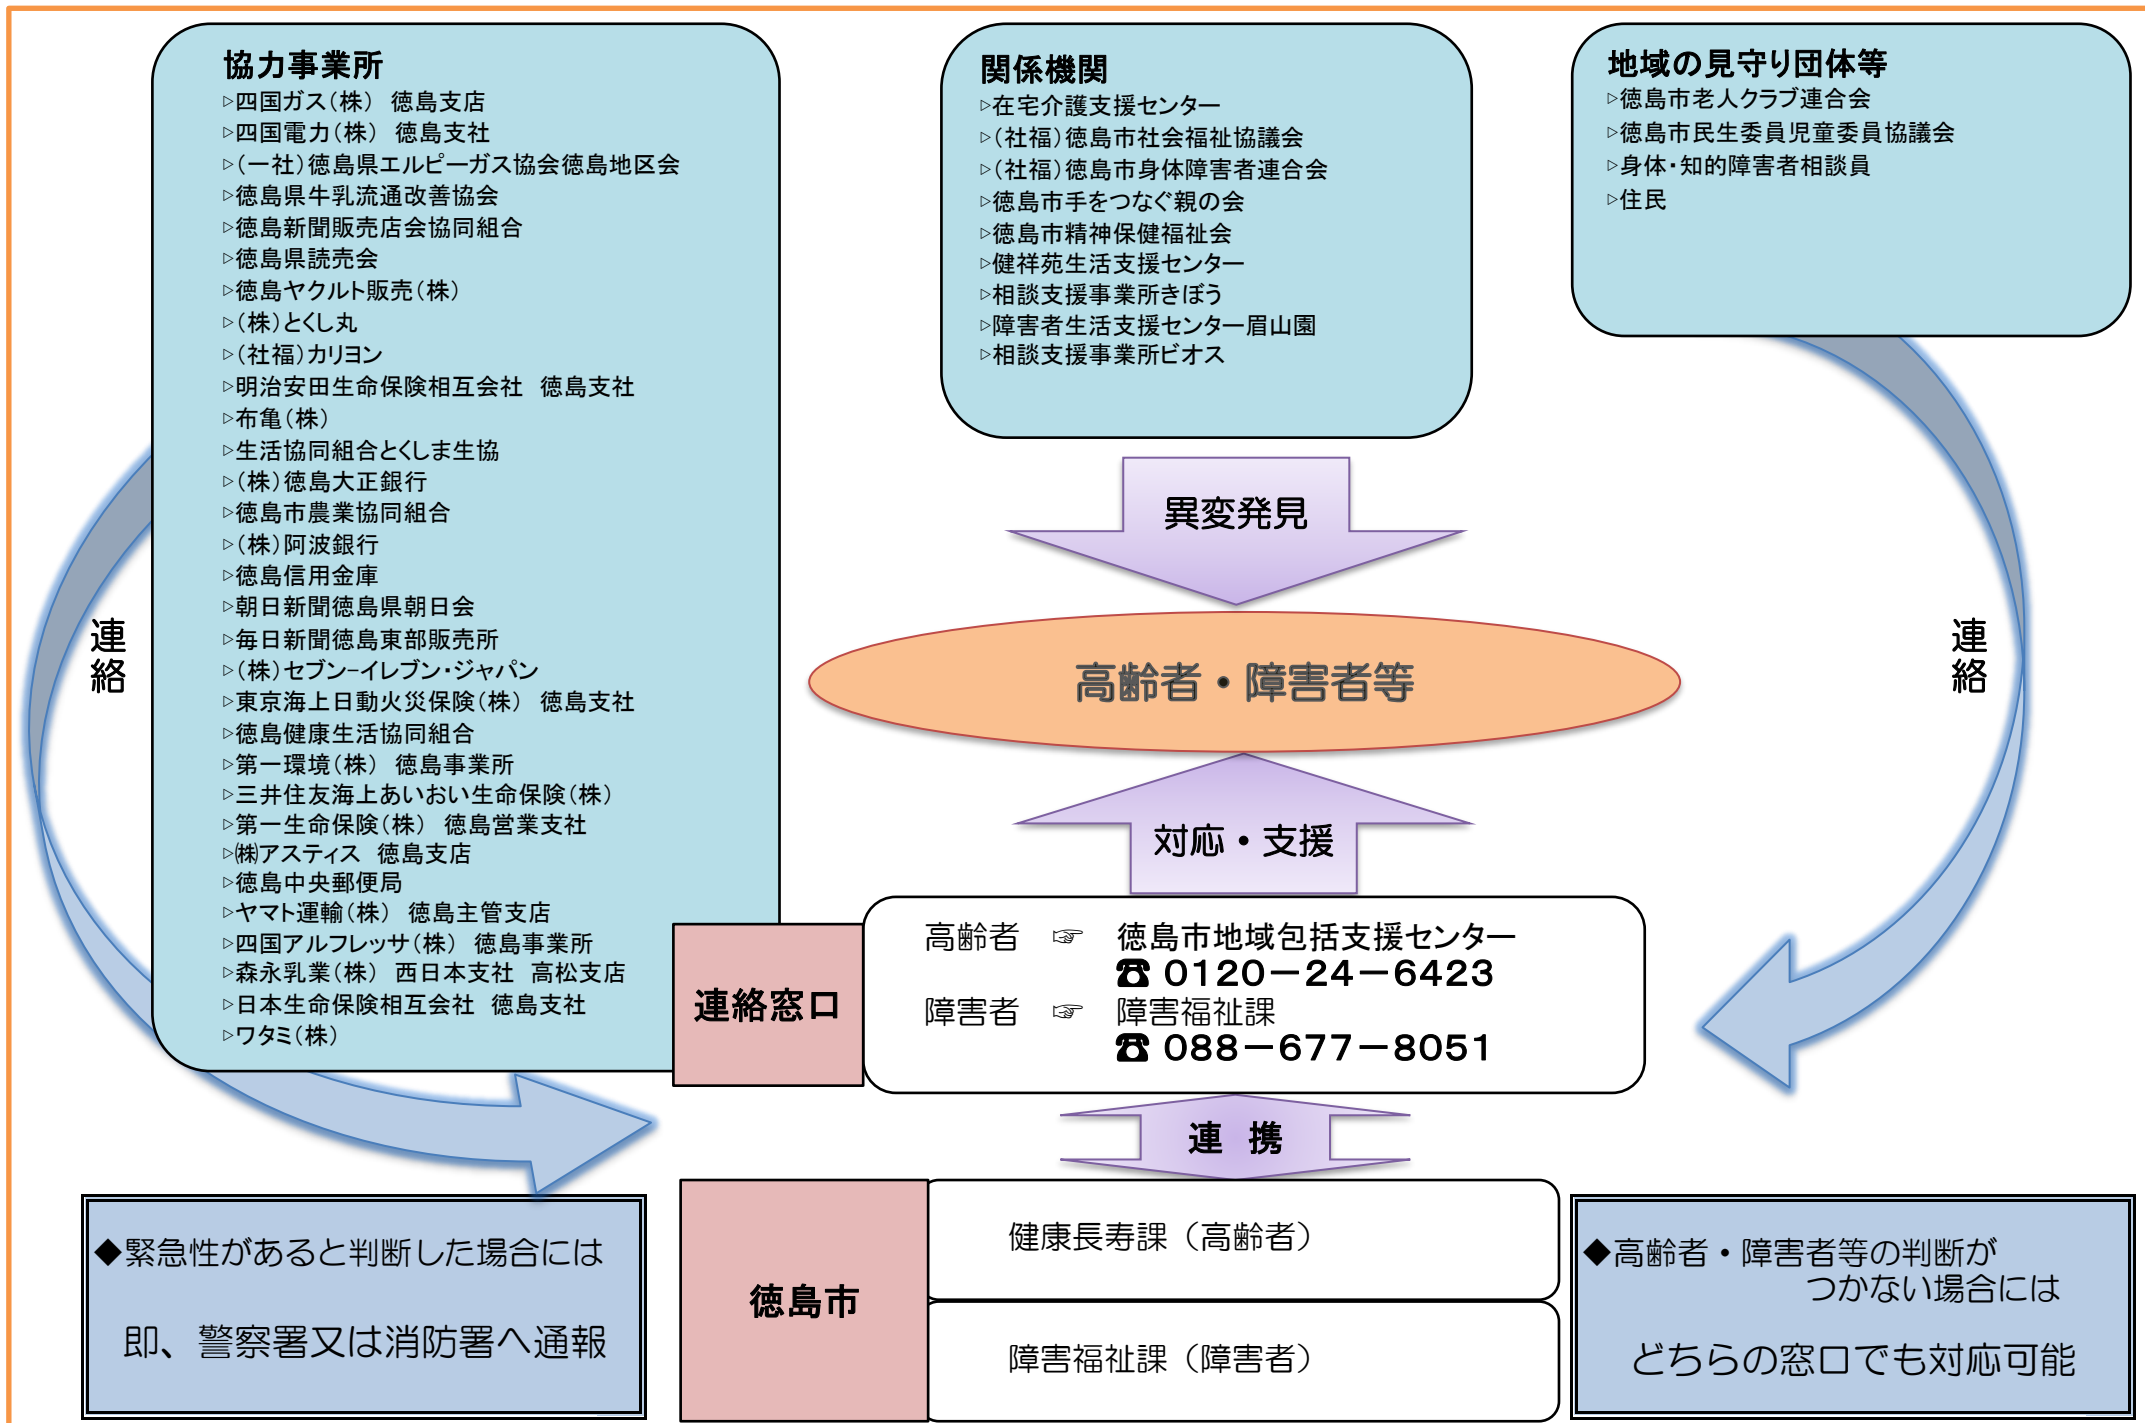 協力事業所
▷四国ガス(株)　徳島支店
▷四国電力(株)　徳島支社
▷(一社)徳島県エルピーガス協会徳島地区会
▷徳島県牛乳流通改善協会
▷徳島新聞販売店会協同組合
▷徳島県読売会
▷徳島ヤクルト販売(株)
▷(株)とくし丸
▷(社福)カリヨン
▷明治安田生命保険相互会社　徳島支社
▷布亀(株)
▷生活協同組合とくしま生協
▷(株)徳島大正銀行
▷徳島市農業協同組合
▷(株)阿波銀行
▷徳島信用金庫
▷朝日新聞徳島県朝日会
▷毎日新聞徳島東部販売所
▷(株)セブン−イレブン・ジャパン
▷東京海上日動火災保険(株)　徳島支社
▷徳島健康生活協同組合
▷第一環境(株)　徳島事業所
▷三井住友海上あいおい生命保険(株)
▷第一生命保険(株)　徳島営業支社
▷㈱アスティス　徳島支店
▷徳島中央郵便局
▷ヤマト運輸(株)　徳島主管支店
▷四国アルフレッサ(株)　徳島事業所
▷森永乳業(株)　西日本支社　高松支店
▷日本生命保険相互会社　徳島支社
▷ワタミ(株)
関係機関
▷在宅介護支援センター
▷(社福)徳島市社会福祉協議会
▷(社福)徳島市身体障害者連合会
▷徳島市手をつなぐ親の会
▷徳島市精神保健福祉会
▷健祥苑生活支援センター
▷相談支援事業所きぼう
▷障害者生活支援センター眉山園
▷相談支援事業所ビオス
地域の見守り団体等
▷徳島市老人クラブ連合会
▷徳島市民生委員児童委員協議会
▷身体・知的障害者相談員
▷住民
異変発見
連絡
連絡
高齢者・障害者等
対応・支援
連絡窓口
高齢者　☞　徳島市地域包括支援センター
☎ 0120－24－6423
障害者　☞　障害福祉課
☎ 088－677－8051
連　携
徳島市
健康長寿課（高齢者）
障害福祉課（障害者）
◆緊急性があると判断した場合には
即、警察署又は消防署へ通報
◆高齢者・障害者等の判断が
つかない場合には
どちらの窓口でも対応可能